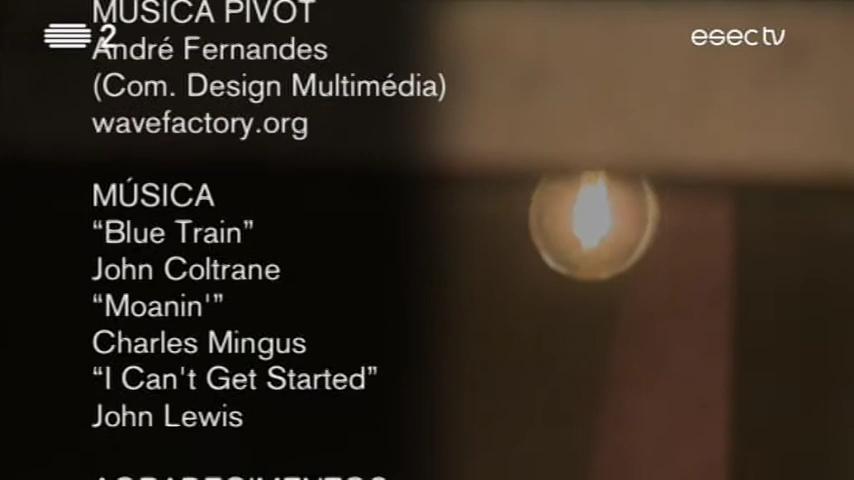 MÚSICA PIVOT
2
esec tv
André Fernandes
(Com. Design Multimédia)
wavefactory.org
MÚSICA
“Blue Train”
John Coltrane
“Moanin'”
Charles Mingus
“I Can't Get Started”
John Lewis
AGRADECIMENTOS